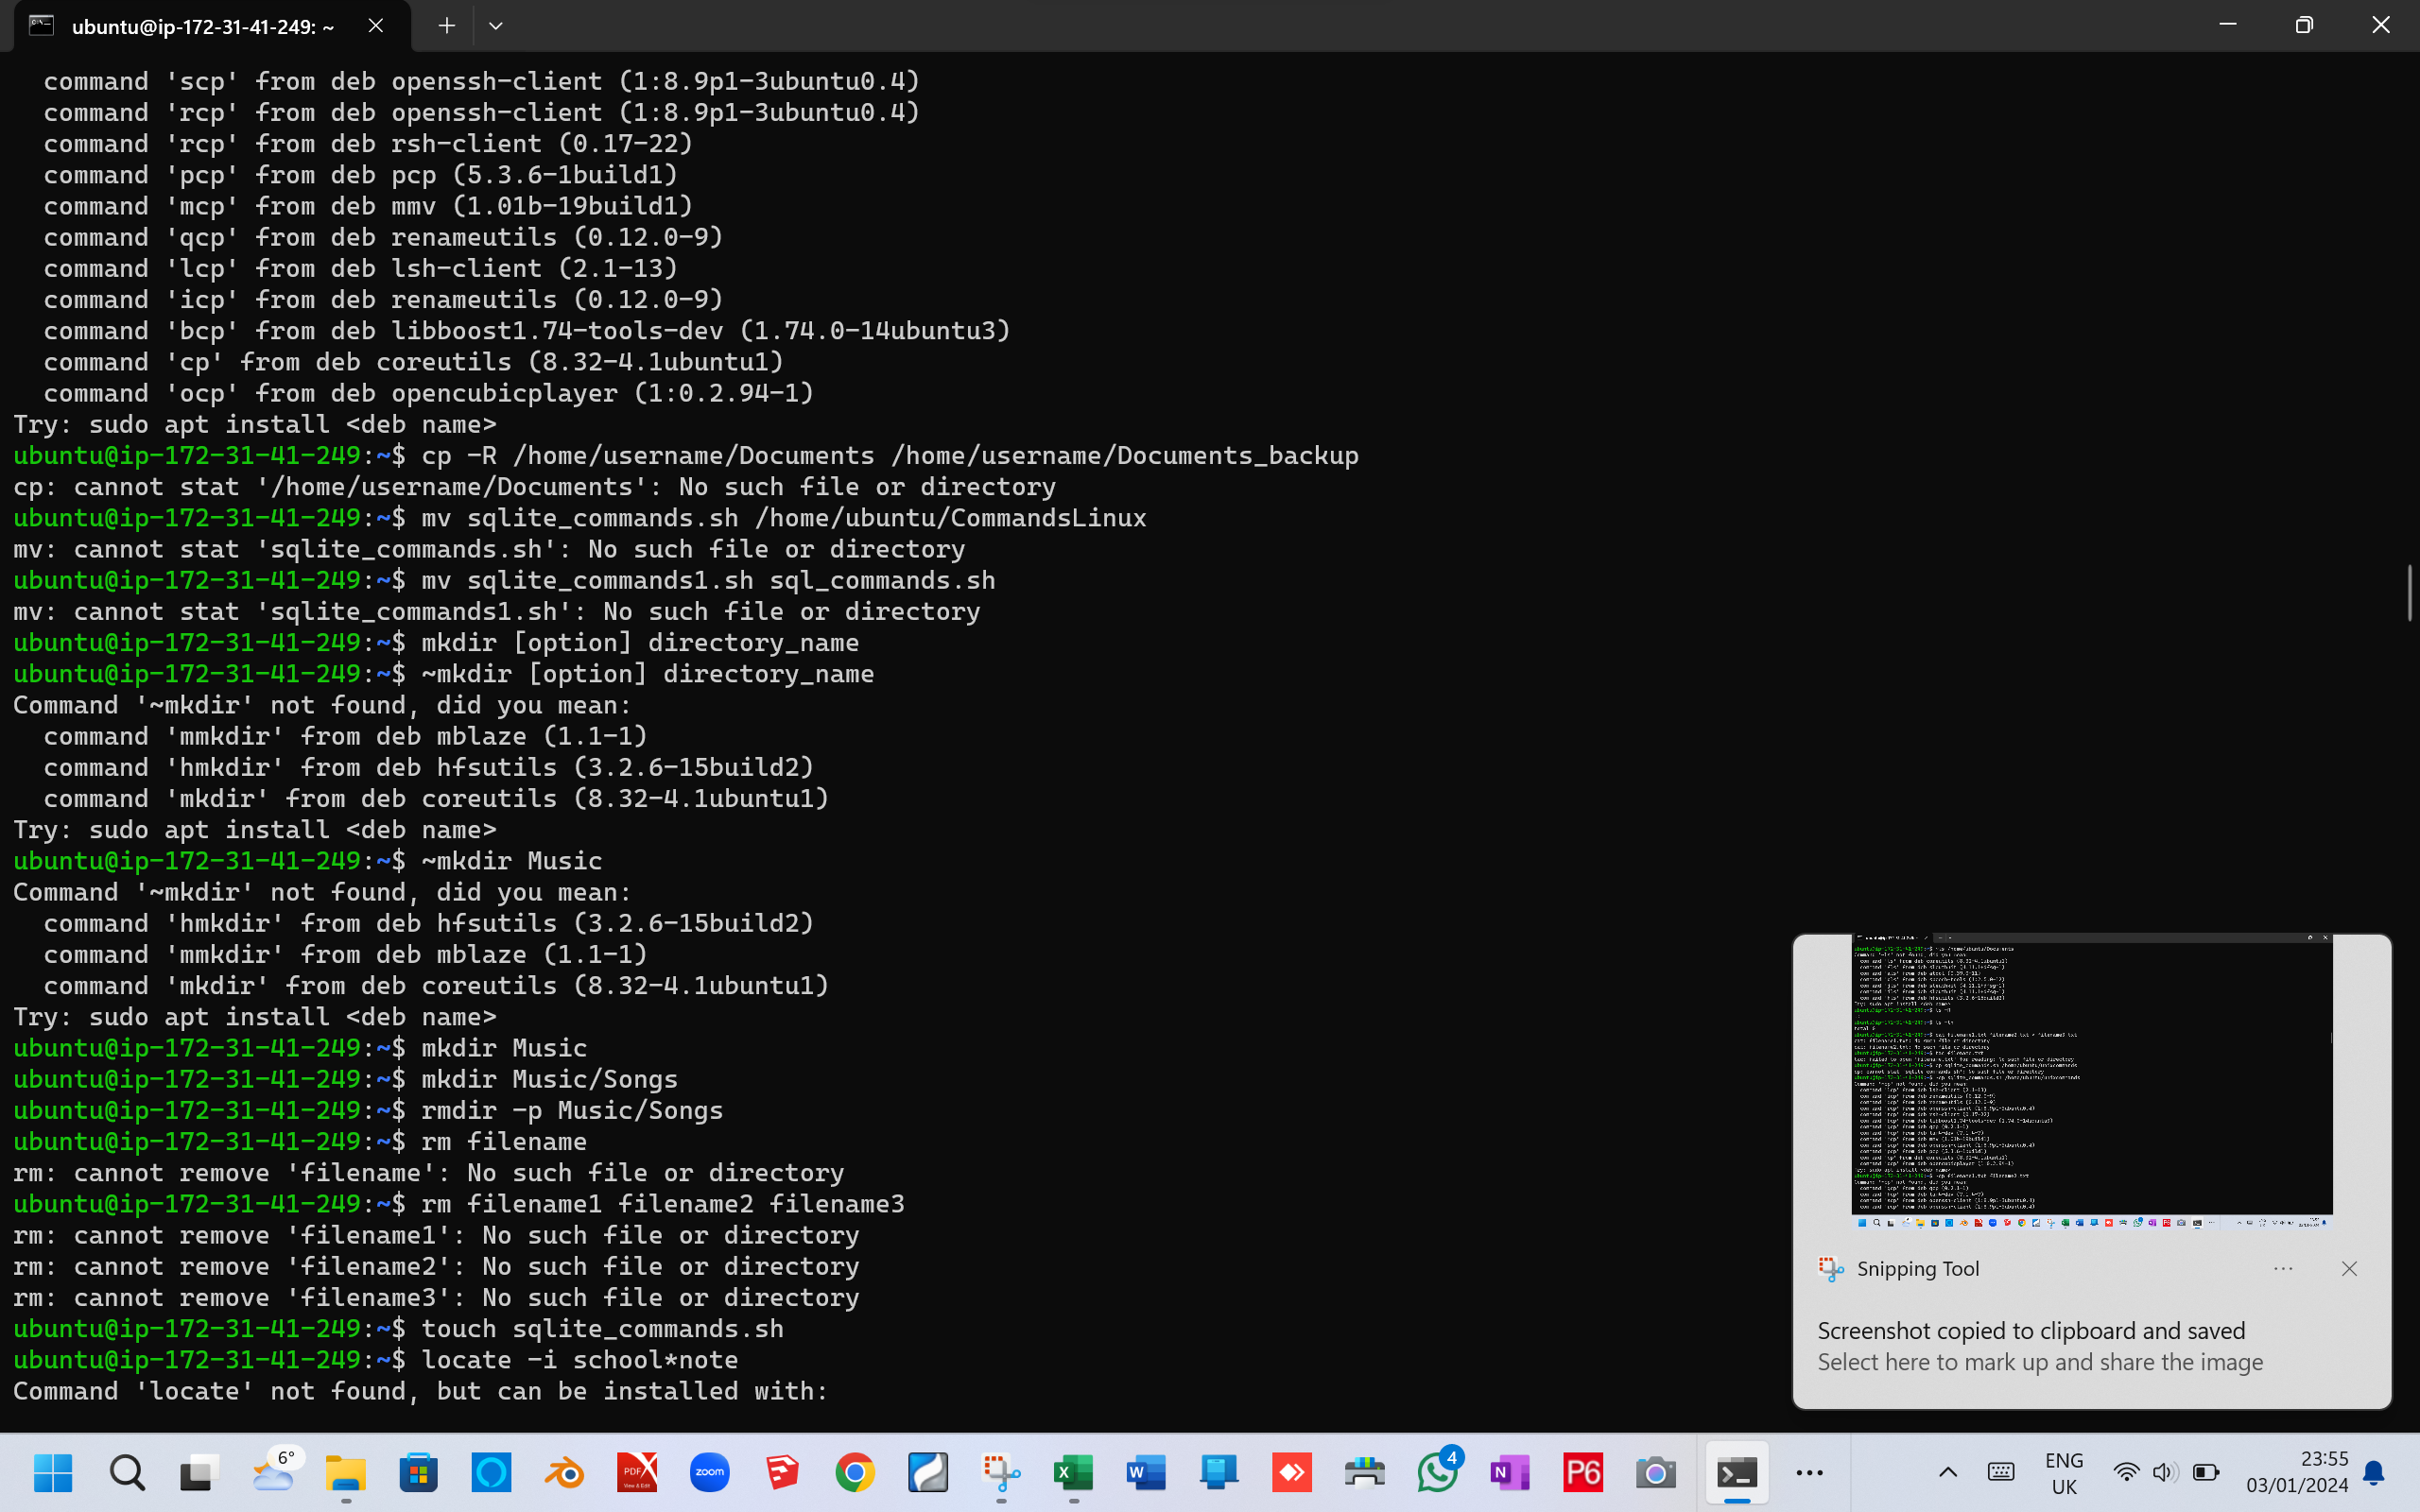 ubuntu@ip-172-31-41-249: ~
command 'scp' from deb openssh-client (1:8.9p1-3ubuntu0.4)
command 'rcp' from deb openssh-client (1:8.9p1-3ubuntu0.4)
command 'rcp' from deb rsh-client (0.17-22)
command 'pcp' from deb pcp (5.3.6-1build1)
command 'mcp' from deb mmv (1.01b-19build1)
command 'qcp' from deb renameutils (0.12.0-9)
command 'lcp' from deb lsh-client (2.1-13)
command 'icp' from deb renameutils (0.12.0-9)
command 'bcp' from deb libboost1.74-tools-dev (1.74.0-14ubuntu3)
command 'cp' from deb coreutils (8.32-4.1ubuntu1)
command 'ocp' from deb opencubicplayer (1:0.2.94-1)
Try: sudo apt install <deb name>
ubuntu@ip-172-31-41-249:~$ cp -R /home/username/Documents /home/username/Documents_backup
cp: cannot stat '/home/username/Documents': No such file or directory
ubuntu@ip-172-31-41-249:~$ mv sqlite_commands.sh /home/ubuntu/CommandsLinux
mv: cannot stat 'sqlite_commands.sh': No such file or directory
ubuntu@ip-172-31-41-249:~$ mv sqlite_commands1.sh sql_commands.sh
mv: cannot stat 'sqlite_commands1.sh': No such file or directory
ubuntu@ip-172-31-41-249:~$ mkdir [option] directory_name
ubuntu@ip-172-31-41-249:~$ ~mkdir [option] directory_name
Command '~mkdir' not found, did you mean:
command 'mmkdir' from deb mblaze (1.1-1)
command 'hmkdir' from deb hfsutils (3.2.6-15build2)
command 'mkdir' from deb coreutils (8.32-4.1ubuntu1)
Try: sudo apt install <deb name>
ubuntu@ip-172-31-41-249:~$ ~mkdir Music
Command '~mkdir' not found, did you mean:
command 'hmkdir' from deb hfsutils (3.2.6-15build2)
command 'mmkdir' from deb mblaze (1.1-1)
command 'mkdir' from deb coreutils (8.32-4.1ubuntu1)
Try: sudo apt install <deb name>
ubuntu@ip-172-31-41-249:~$ mkdir Music
ubuntu@ip-172-31-41-249:~$ mkdir Music/Songs
ubuntu@ip-172-31-41-249:~$ rmdir -p Music/Songs
ubuntu@ip-172-31-41-249:~$ rm filename
rm: cannot remove 'filename': No such file or directory
ubuntu@ip-172-31-41-249:~$ rm filename1 filename2 filename3
rm: cannot remove 'filename1': No such file or directory
rm: cannot remove 'filename2': No such file or directory
rm: cannot remove 'filename3': No such file or directory
ubuntu@ip-172-31-41-249:~$ touch sqlite_commands.sh
ubuntu@ip-172-31-41-249:~$ locate -i school*note
Command 'locate' not found, but can be installed with:
Snipping Tool
Screenshot copied to clipboard and saved
Select here to mark up and share the image
6°
PDF
zoom
X
W
4
N
P6
ENG
UK
23:55
03/01/2024